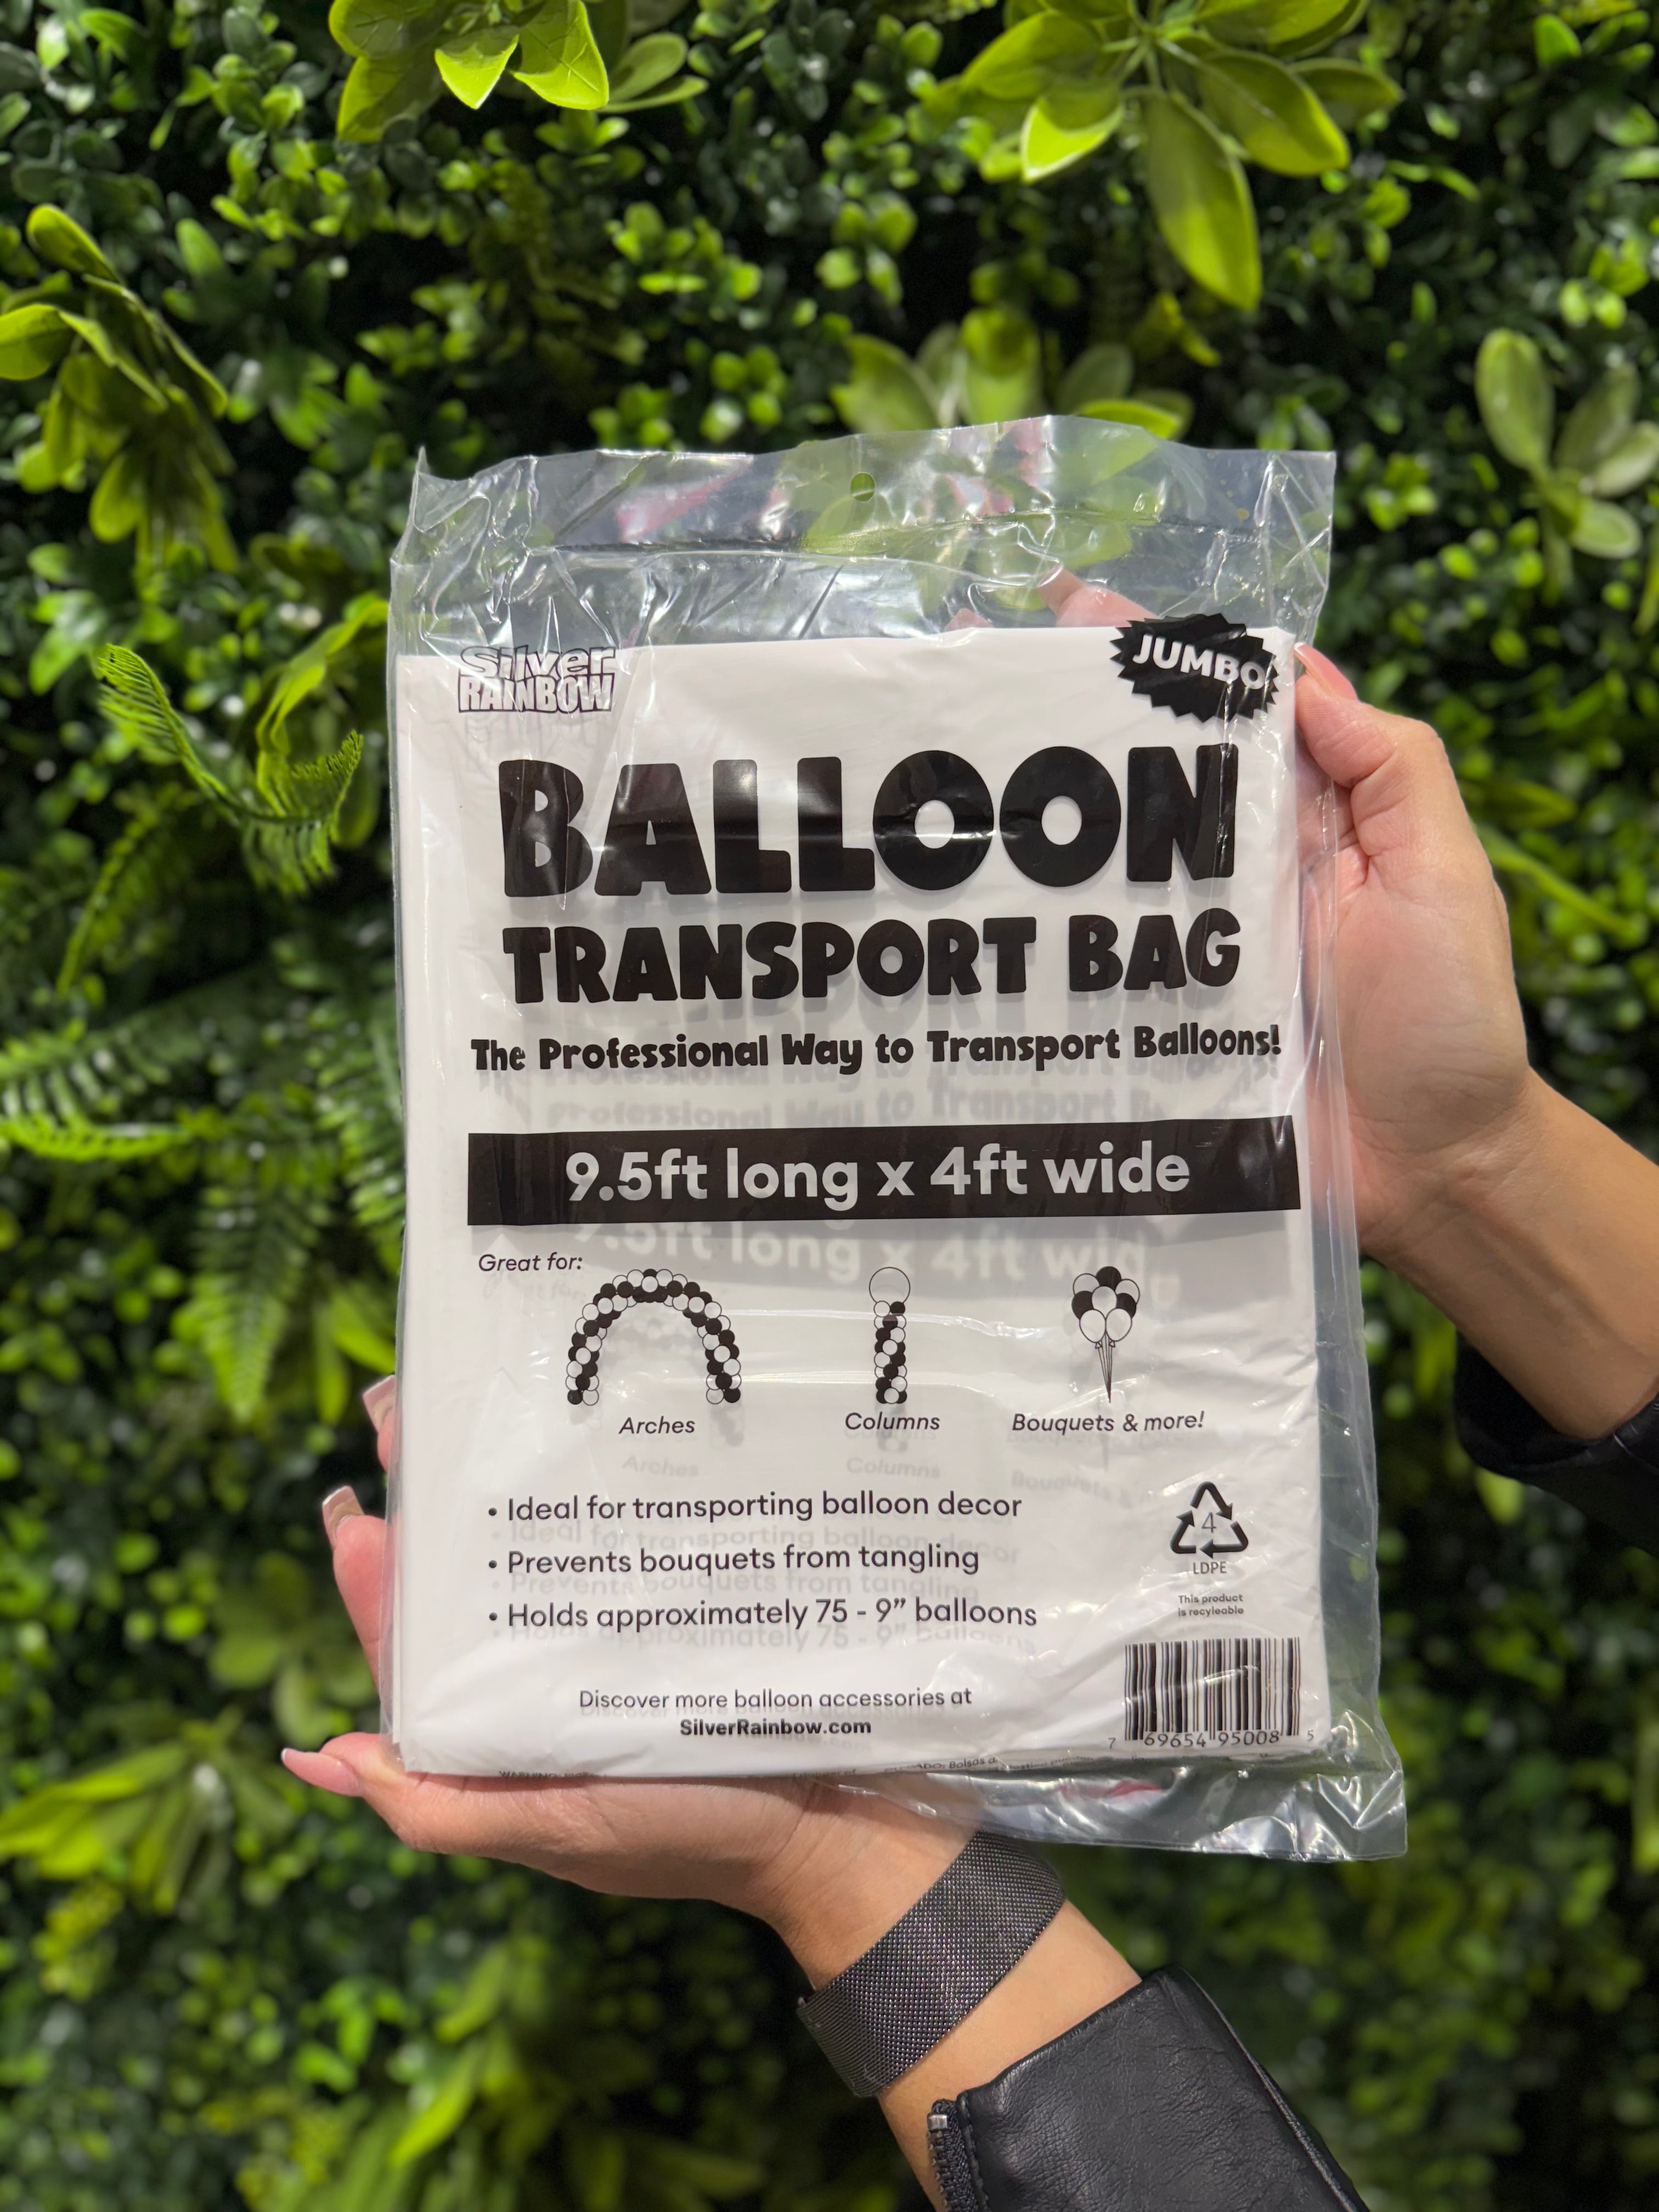 Silver
RAINBOW
JUMBO
BALLOON
TRANSPORT BAG
The Professional Way to Transport Balloons!
9.5ft long x 4ft wide
Great for:
Arches
Columns
Bouquets & more!
• Ideal for transporting balloon decor
• Prevents bouquets from tangling
• Holds approximately 75 - 9” balloons
4
LDPE
This product
is recyleable
Discover more balloon accessories at
SilverRainbow.com
7 69654 95008 5